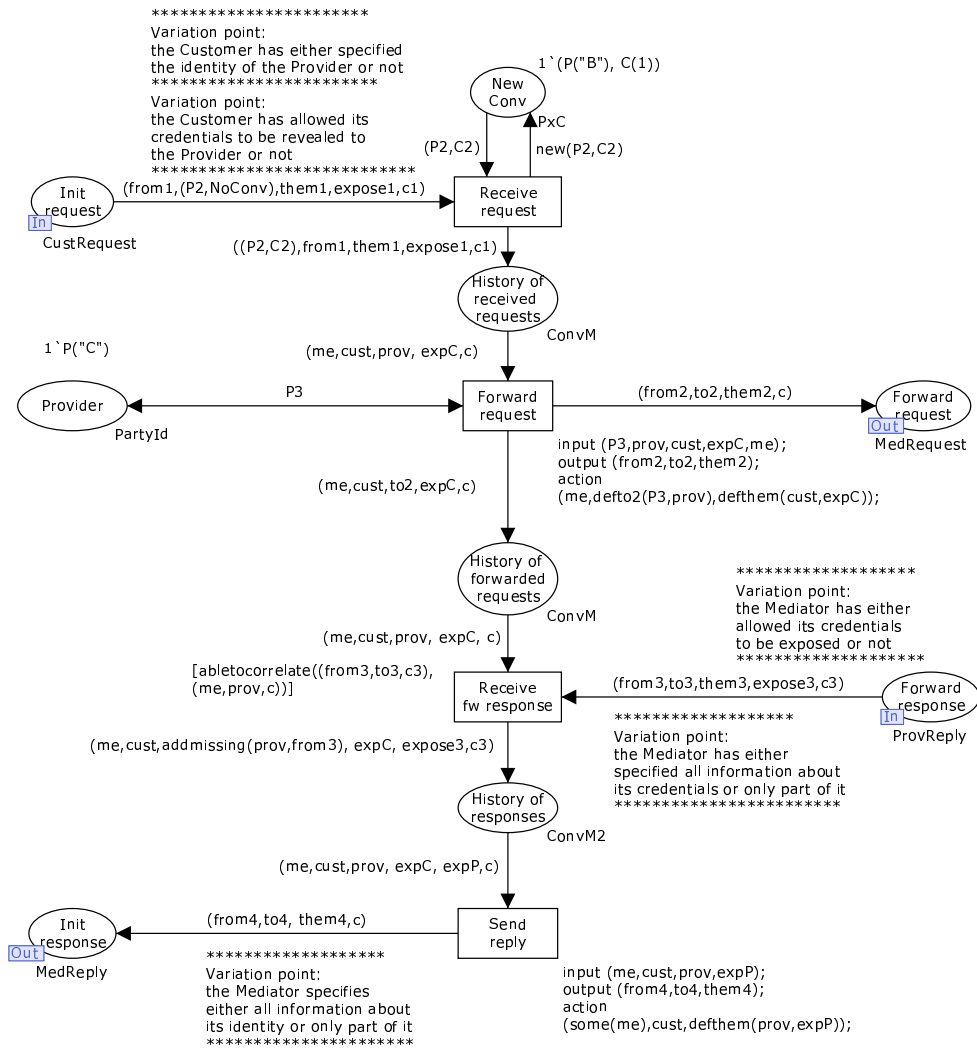 ************************
Variation point:
the Customer has either specified
the identity of the Provider or not
*************************
Variation point:
the Customer has allowed its
credentials to be revealed to
the Provider or not
*****************************
1`(P("B"), C(1))
New
Conv
PxC
(P2,C2)
new(P2,C2)
Init
request
In
CustRequest
(from1,(P2,NoConv),them1,expose1,c1)
Receive
request
((P2,C2),from1,them1,expose1,c1)
History of
received
requests
ConvM
(me,cust,prov, expC,c)
1`P("C")
Provider
PartyId
P3
Forward
request
(from2,to2,them2,c)
Forward
request
Out
MedRequest
input (P3,prov,cust,expC,me);
output (from2,to2,them2);
action
(me,defto2(P3,prov),defthem(cust,expC));
(me,cust,to2,expC,c)
History of
forwarded
requests
ConvM
*******************
Variation point:
the Mediator has either
allowed its credentials
to be exposed or not
********************
(me,cust,prov, expC, c)
[abletocorrelate((from3,to3,c3),
(me,prov,c))]
Receive
fw response
(from3,to3,them3,expose3,c3)
Forward
response
In
ProvReply
*******************
Variation point:
the Mediator has either
specified all information about
its credentials or only part of it
************************
(me,cust,addmissing(prov,from3), expC, expose3,c3)
History of
responses
ConvM2
(me,cust,prov, expC, expP,c)
Init
response
Out
MedReply
(from4,to4, them4,c)
Send
reply
*******************
Variation point:
the Mediator specifies
either all information about
its identity or only part of it
**********************
input (me,cust,prov,expP);
output (from4,to4,them4);
action
(some(me),cust,defthem(prov,expP));